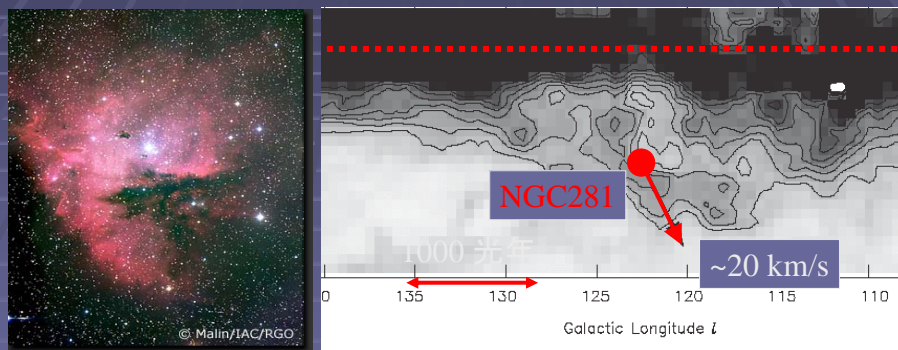 © Malin/IAC/RGO
NGC281
1000 光年
~20 km/s
0
135
130
125
120
115
110
Galactic Longitude l